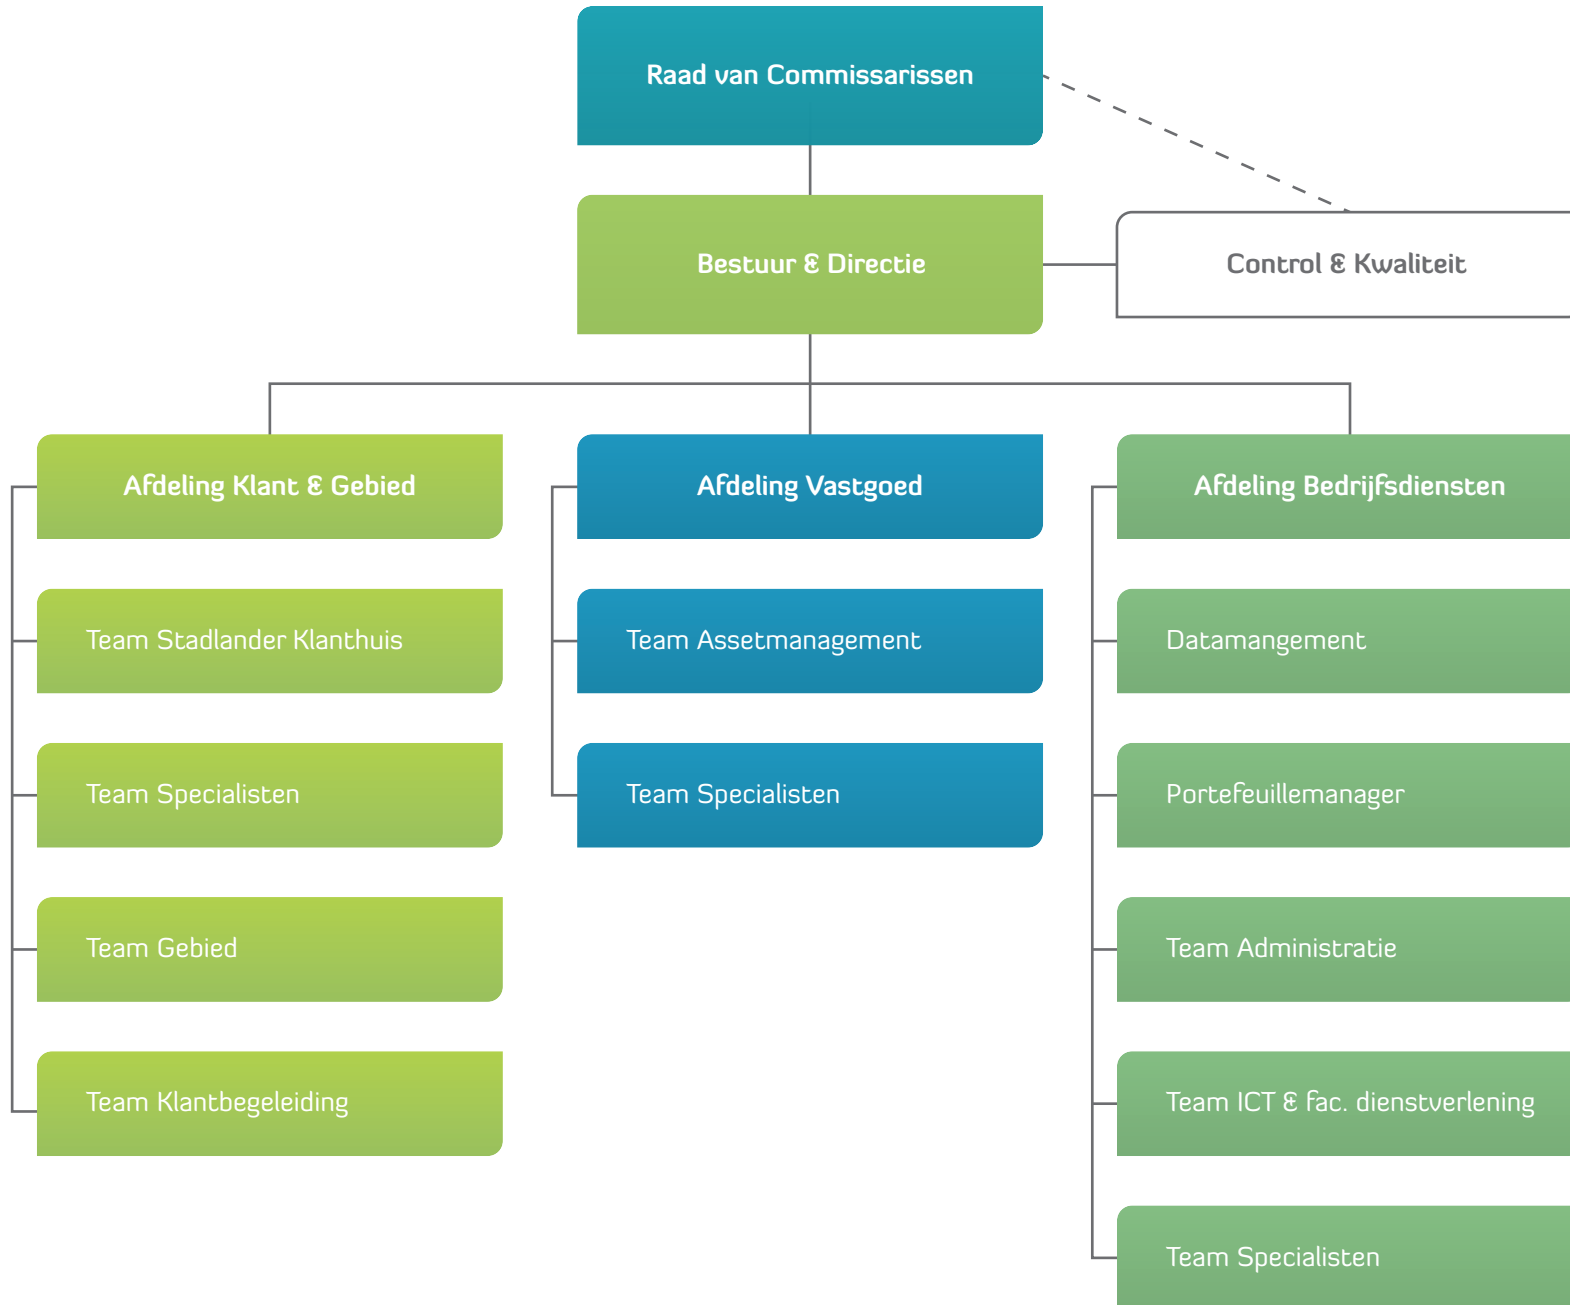 Raad van Commissarissen
Bestuur & Directie
Control & Kwaliteit
Afdeling Klant & Gebied
Team Stadlander Klanthuis
Team Specialisten
Team Gebied
Team Klantbegeleiding
Afdeling Vastgoed
Team Assetmanagement
Team Specialisten
Afdeling Bedrijfsdiensten
Datamangement
Portefeuillemanager
Team Administratie
Team ICT & fac. dienstverlening
Team Specialisten